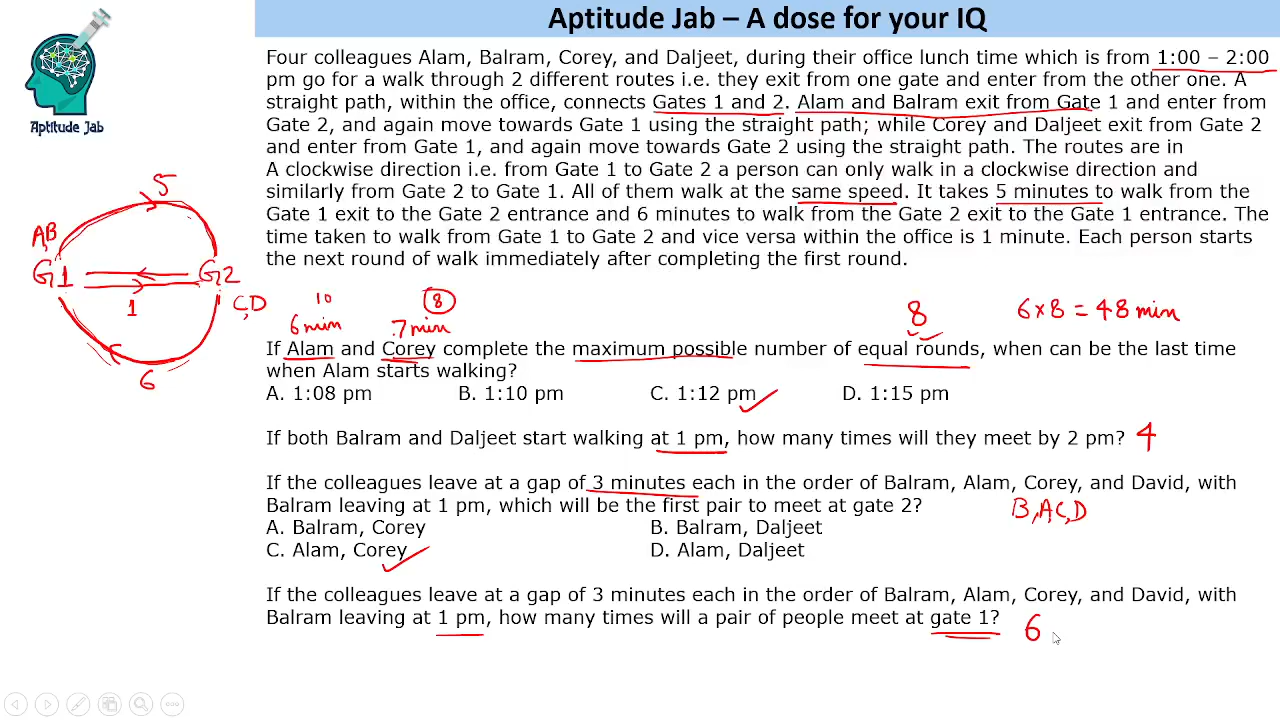 Aptitude Jab – A dose for your IQ
Aptitude Jab
Four colleagues Alam, Balram, Corey, and Daljeet, during their office lunch time which is from 1:00 – 2:00
pm go for a walk through 2 different routes i.e. they exit from one gate and enter from the other one. A
straight path, within the office, connects Gates 1 and 2. Alam and Balram exit from Gate 1 and enter from
Gate 2, and again move towards Gate 1 using the straight path; while Corey and Daljeet exit from Gate 2
and enter from Gate 1, and again move towards Gate 2 using the straight path. The routes are in
A clockwise direction i.e. from Gate 1 to Gate 2 a person can only walk in a clockwise direction and
similarly from Gate 2 to Gate 1. All of them walk at the same speed. It takes 5 minutes to walk from the
Gate 1 exit to the Gate 2 entrance and 6 minutes to walk from the Gate 2 exit to the Gate 1 entrance. The
time taken to walk from Gate 1 to Gate 2 and vice versa within the office is 1 minute. Each person starts
the next round of walk immediately after completing the first round.
5
A,B
G1 G2
1
C,D
6
10 8
6 min 7 min
8 6 x 8 = 48 min
If Alam and Corey complete the maximum possible number of equal rounds, when can be the last time
when Alam starts walking?
A. 1:08 pm B. 1:10 pm C. 1:12 pm D. 1:15 pm
If both Balram and Daljeet start walking at 1 pm, how many times will they meet by 2 pm? 4
If the colleagues leave at a gap of 3 minutes each in the order of Balram, Alam, Corey, and David, with
Balram leaving at 1 pm, which will be the first pair to meet at gate 2?
B,A,C,D
A. Balram, Corey B. Balram, Daljeet
C. Alam, Corey D. Alam, Daljeet
If the colleagues leave at a gap of 3 minutes each in the order of Balram, Alam, Corey, and David, with
Balram leaving at 1 pm, how many times will a pair of people meet at gate 1? 6